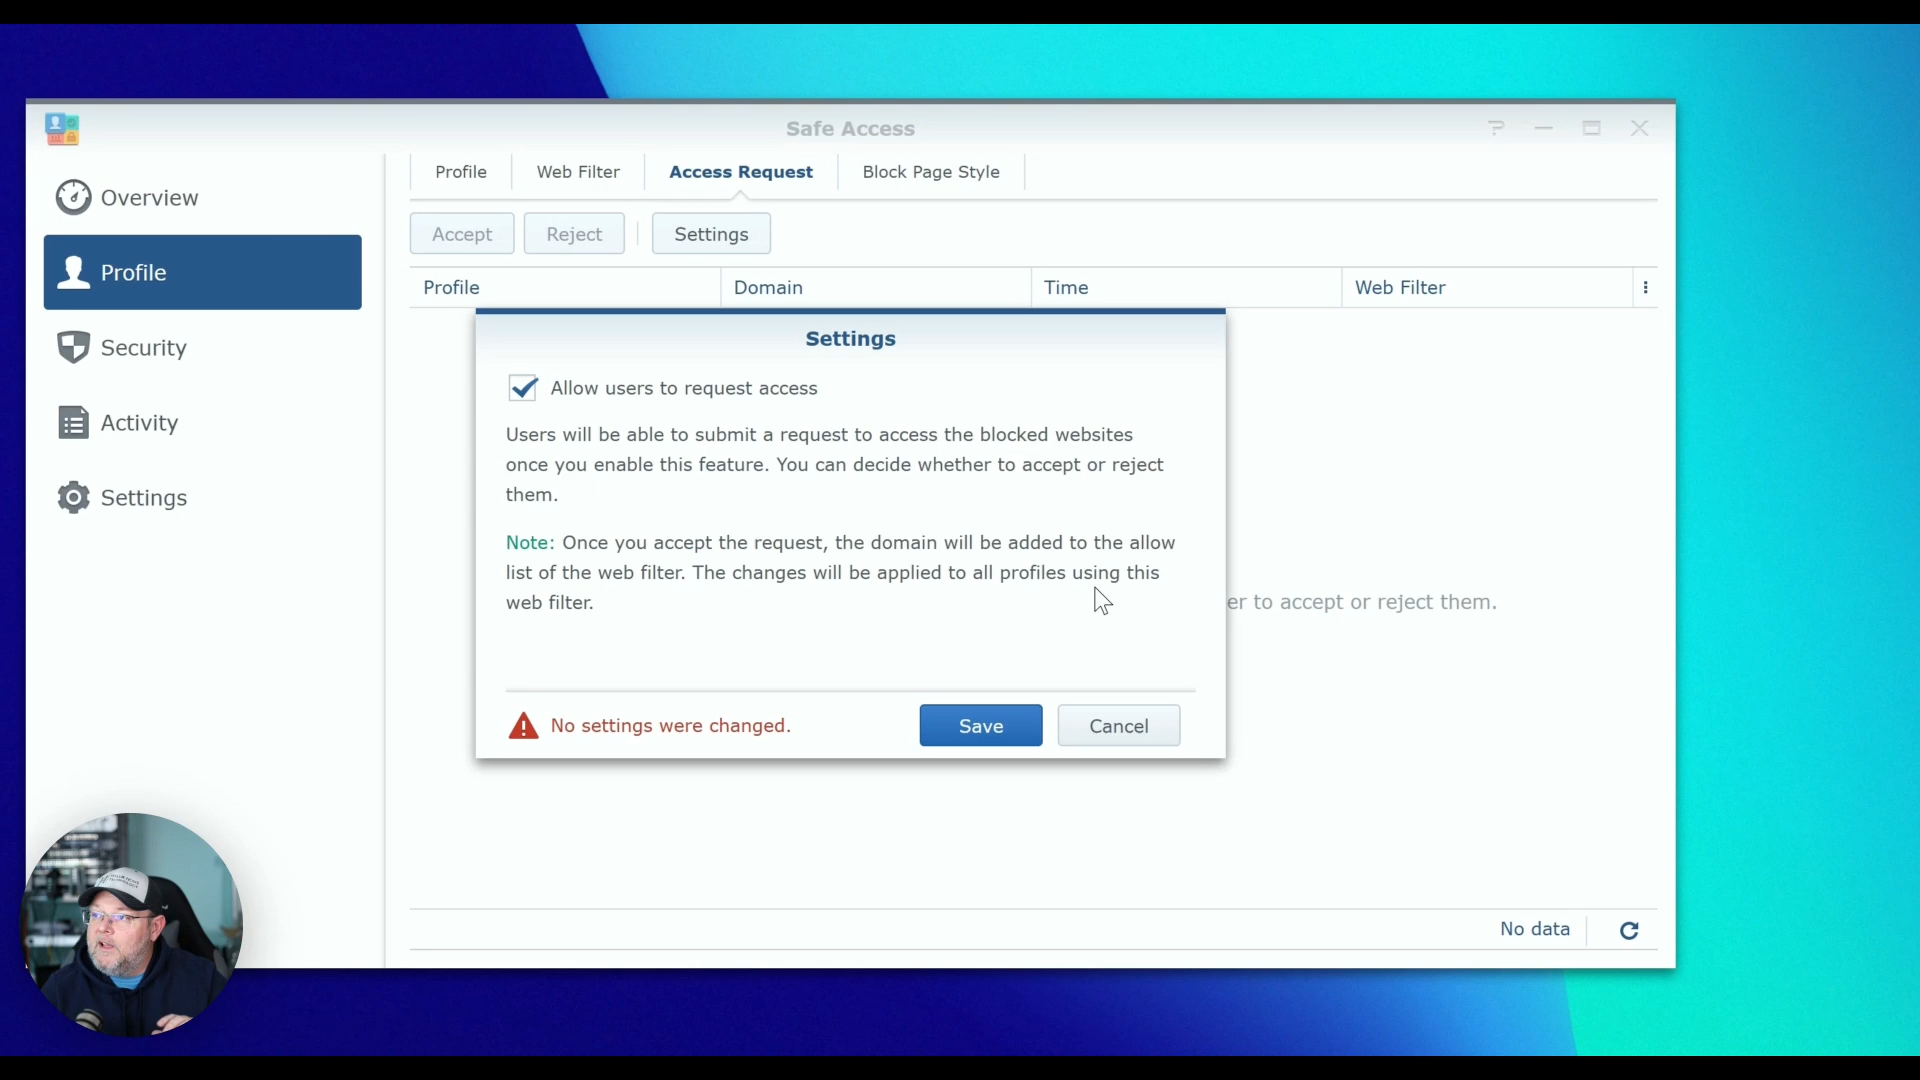 Safe Access
Overview
Profile
Security
Activity
Settings
Profile
Web Filter
Access Request
Block Page Style
Accept
Reject
Settings
Profile
Domain
Time
Web Filter
Settings
Allow users to request access
Users will be able to submit a request to access the blocked websites
once you enable this feature. You can decide whether to accept or reject
them.
Note: Once you accept the request, the domain will be added to the allow
list of the web filter. The changes will be applied to all profiles using this
web filter.
er to accept or reject them.
No settings were changed.
Save
Cancel
No data